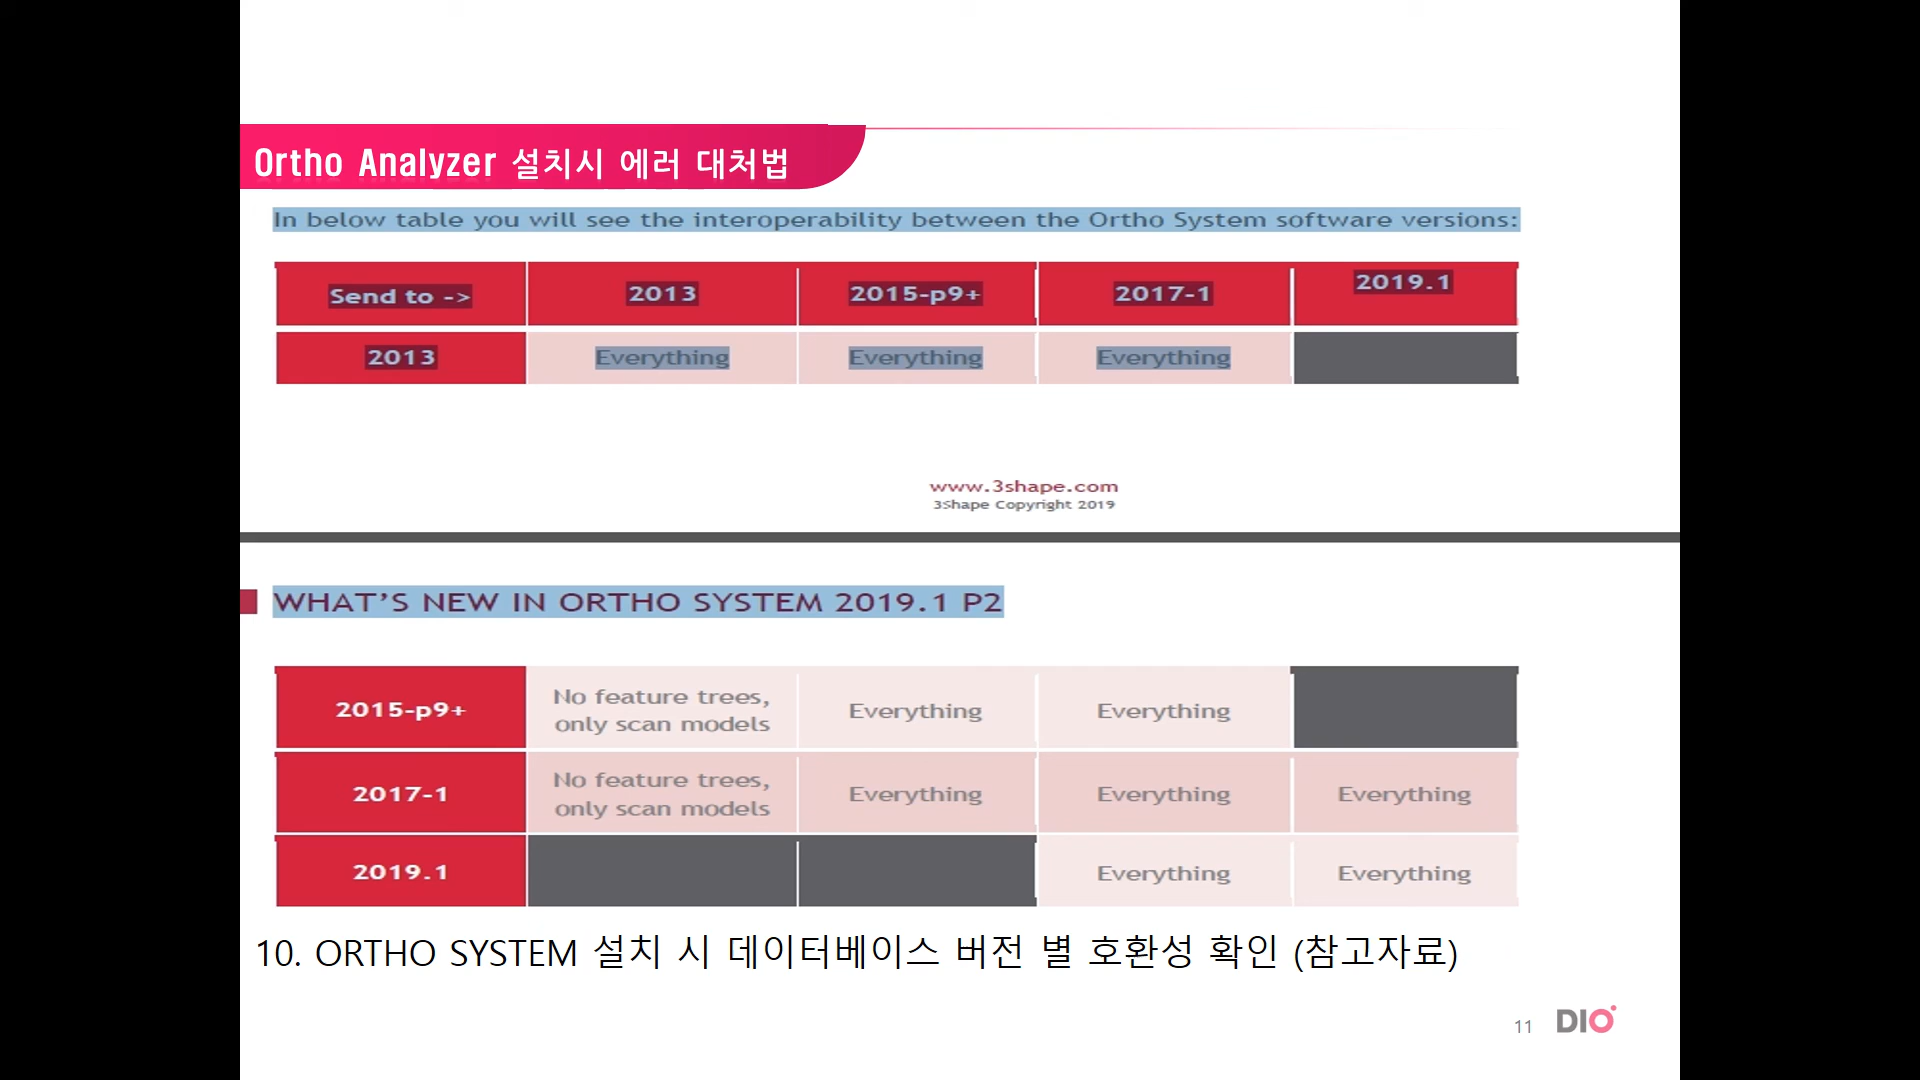 Ortho Analyzer 설치시 에러 대처법
In below table you will see the interoperability between the Ortho System software versions:
Send to -> 2013 2015-p9+ 2017-1 2019.1
2013 Everything Everything Everything
www.3shape.com
3Shape Copyright 2019
WHAT'S NEW IN ORTHO SYSTEM 2019.1 P2
2015-p9+ No feature trees, only scan models Everything Everything
2017-1 No feature trees, only scan models Everything Everything Everything
2019.1 Everything Everything
10. ORTHO SYSTEM 설치 시 데이터베이스 버전 별 호환성 확인 (참고자료)
11 DIO